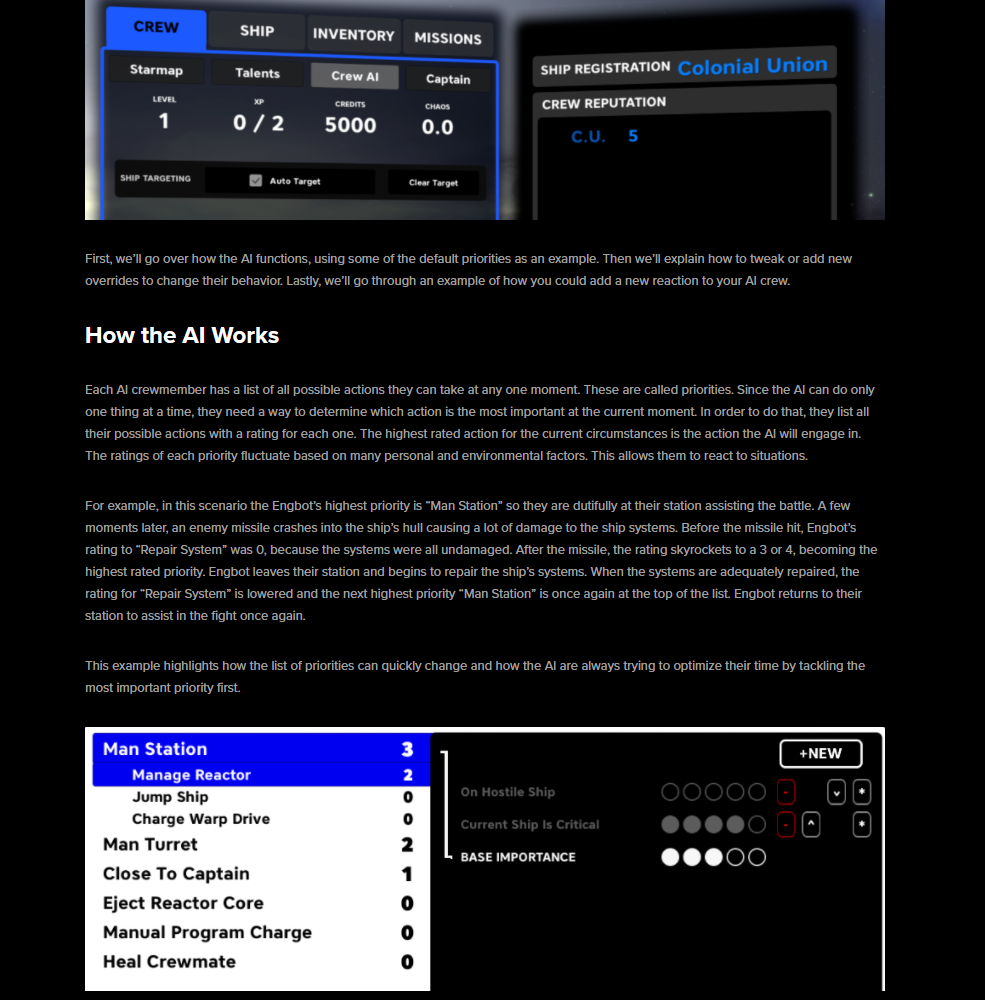 CREW SHIP INVENTORY MISSIONS
Starmap Talents Crew AI Captain
LEVEL XP CREDITS CHAOS
1 0 / 2 5000 0.0
SHIP TARGETING Auto Target Clear Target
SHIP REGISTRATION Colonial Union
CREW REPUTATION
C.U. 5
First, we’ll go over how the AI functions, using some of the default priorities as an example. Then we’ll explain how to tweak or add new
overrides to change their behavior. Lastly, we’ll go through an example of how you could add a new reaction to your AI crew.
How the AI Works
Each AI crewmember has a list of all possible actions they can take at any one moment. These are called priorities. Since the AI can do only
one thing at a time, they need a way to determine which action is the most important at the current moment. In order to do that, they list all
their possible actions with a rating for each one. The highest rated action for the current circumstances is the action the AI will engage in.
The ratings of each priority fluctuate based on many personal and environmental factors. This allows them to react to situations.
For example, in this scenario the Engbot’s highest priority is “Man Station” so they are dutifully at their station assisting the battle. A few
moments later, an enemy missile crashes into the ship’s hull causing a lot of damage to the ship systems. Before the missile hit, Engbot’s
rating to “Repair System” was 0, because the systems were all undamaged. After the missile, the rating skyrockets to a 3 or 4, becoming the
highest rated priority. Engbot leaves their station and begins to repair the ship’s systems. When the systems are adequately repaired, the
rating for “Repair System” is lowered and the next highest priority “Man Station” is once again at the top of the list. Engbot returns to their
station to assist in the fight once again.
This example highlights how the list of priorities can quickly change and how the AI are always trying to optimize their time by tackling the
most important priority first.
Man Station 3
Manage Reactor 2
Jump Ship 0
Charge Warp Drive 0
Man Turret 2
Close To Captain 1
Eject Reactor Core 0
Manual Program Charge 0
Heal Crewmate 0
+NEW
On Hostile Ship - v *
Current Ship Is Critical - ^ *
BASE IMPORTANCE